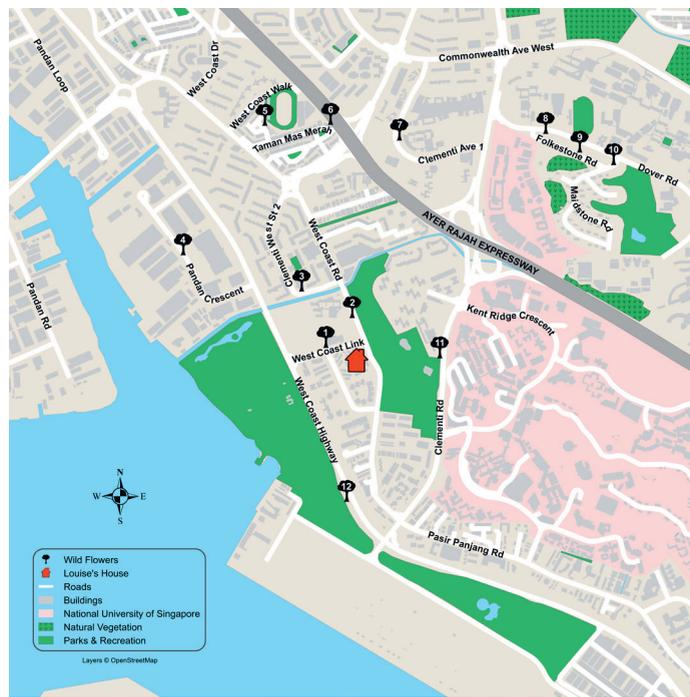 Pandan Loop
West Coast Dr
Commonwealth Ave West
West Coast Walk
5
6
7
8
9
10
Taman Mas Merah
Clementi Ave 1
Folkestone Rd
Dover Rd
Maidstone Rd
AYER RAJAH EXPRESSWAY
Clementi West St 2
West Coast Rd
4
Pandan Crescent
3
2
Pandan Rd
Kent Ridge Crescent
1
West Coast Link
11
West Coast Highway
Clementi Rd
12
N
W
E
S
Pasir Panjang Rd
Wild Flowers
Louise's House
Roads
Buildings
National University of Singapore
Natural Vegetation
Parks & Recreation
Layers © OpenStreetMap